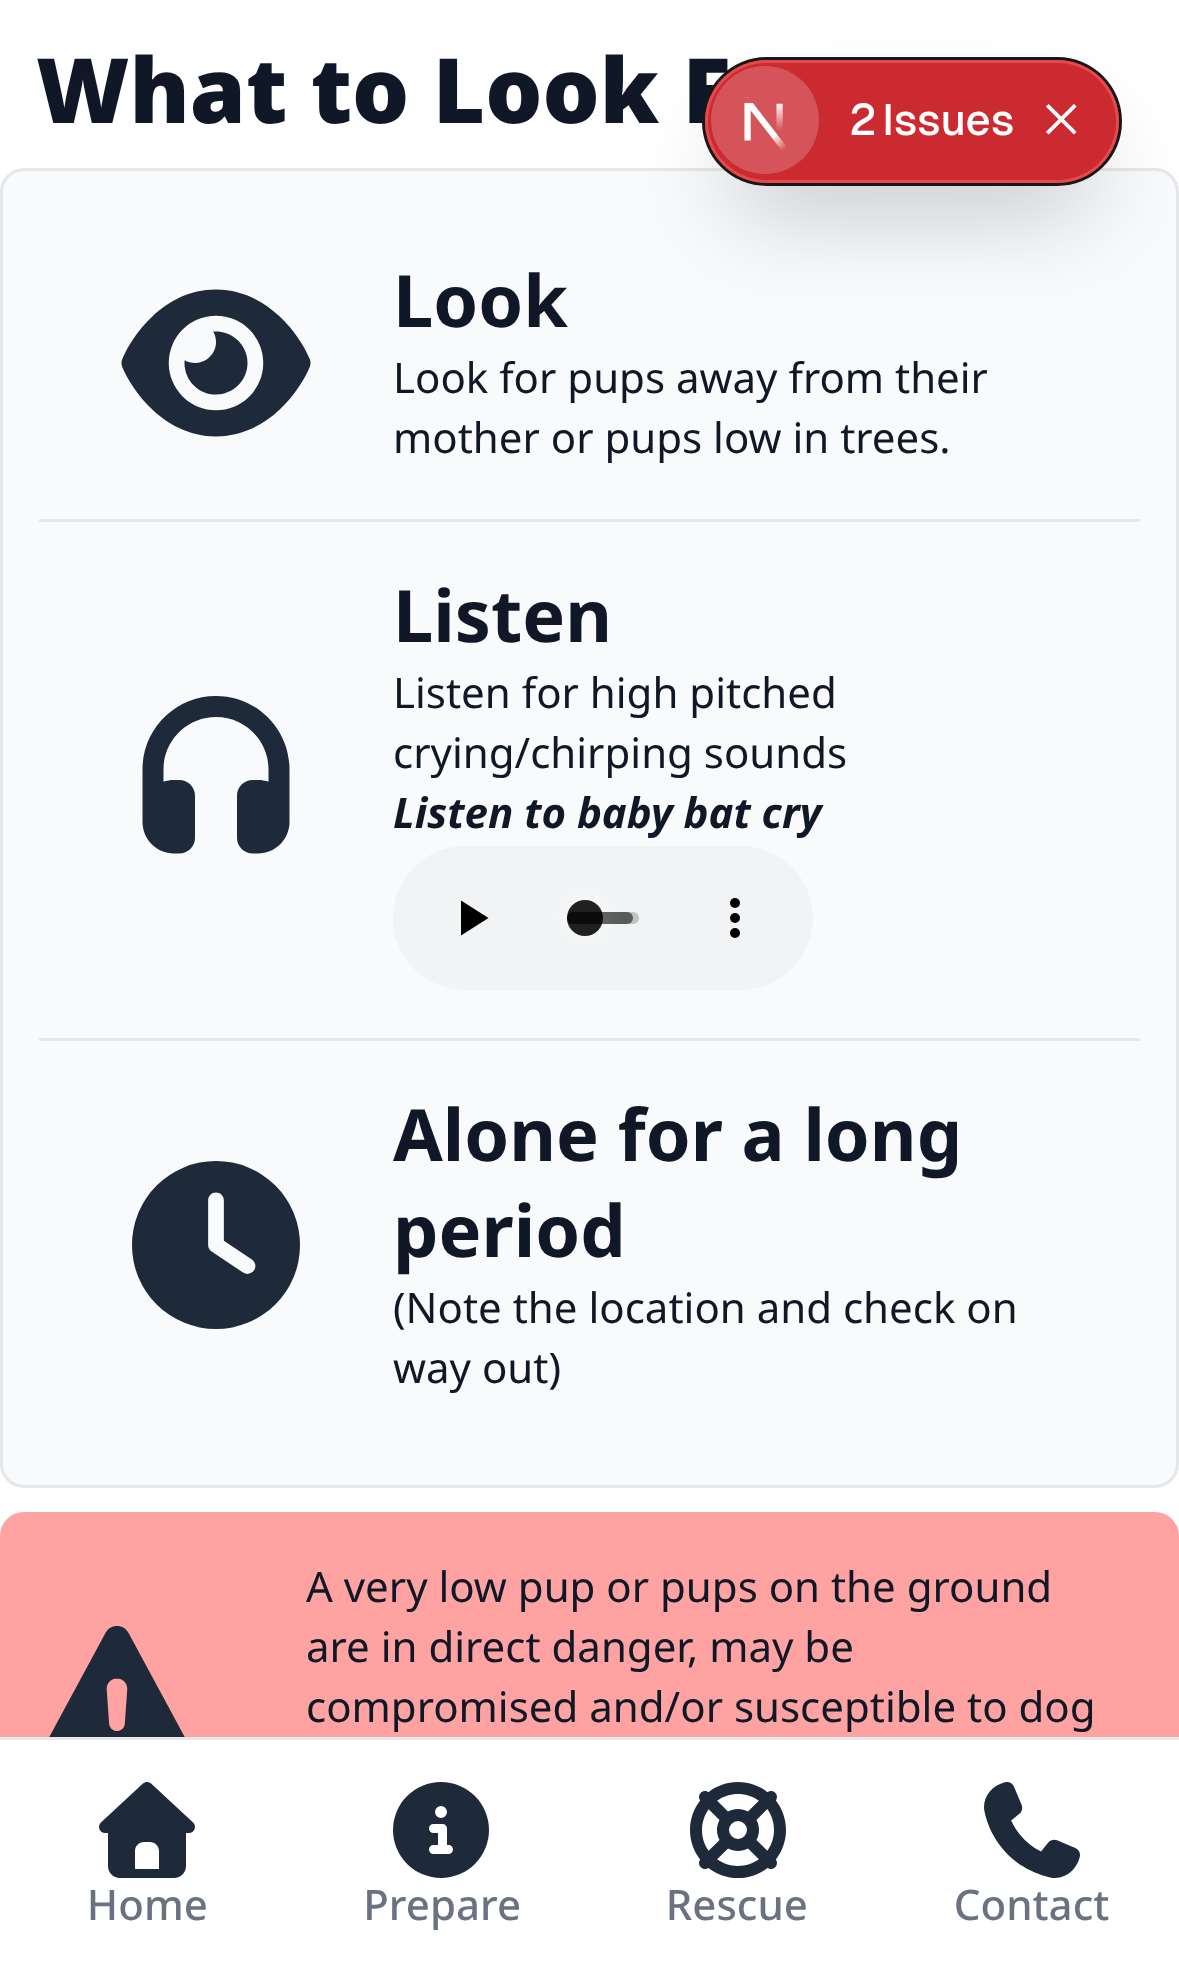 What to Look F
N 2 Issues
Look
Look for pups away from their
mother or pups low in trees.
Listen
Listen for high pitched
crying/chirping sounds
Listen to baby bat cry
Alone for a long
period
(Note the location and check on
way out)
A very low pup or pups on the ground
are in direct danger, may be
compromised and/or susceptible to dog
Home Prepare Rescue Contact